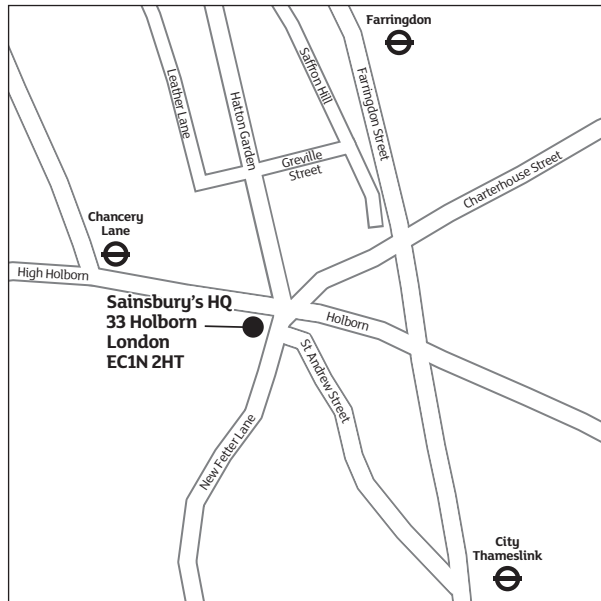 Farringdon
Leather Lane
Hatton Garden
Saffron Hill
Farringdon Street
Greville
Street
Charterhouse Street
Chancery
Lane
High Holborn
Sainsbury's HQ
33 Holborn
London
EC1N 2HT
Holborn
St Andrew Street
New Fetter Lane
City
Thameslink